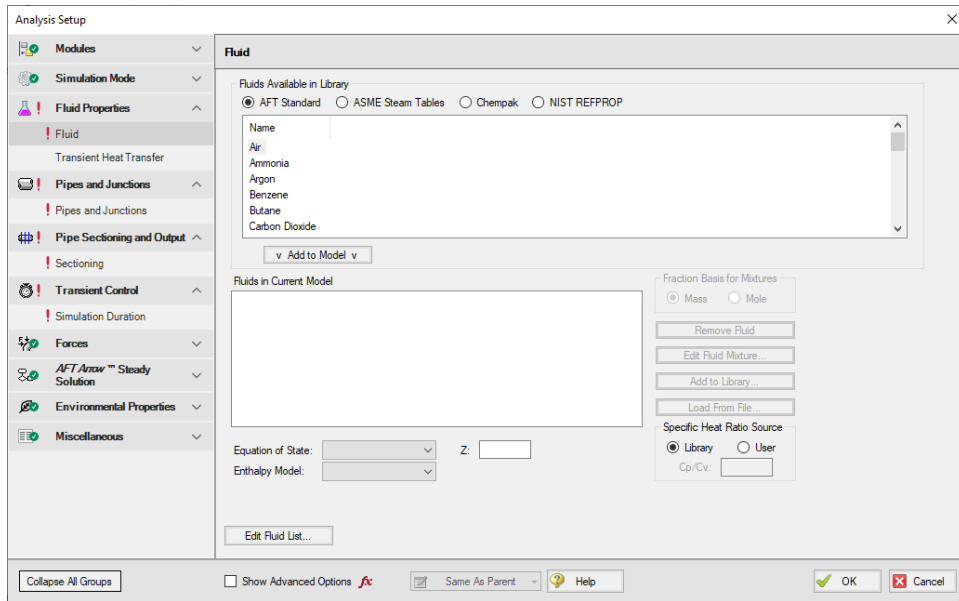 Analysis Setup
Modules
Simulation Mode
Fluid Properties
Fluid
Transient Heat Transfer
Pipes and Junctions
Pipes and Junctions
Pipe Sectioning and Output
Sectioning
Transient Control
Simulation Duration
Forces
AFT Arrow ™ Steady
Solution
Environmental Properties
Miscellaneous
Collapse All Groups
Fluid
Fluids Available in Library
AFT Standard ASME Steam Tables Chempak NIST REFPROP
Name
Air
Ammonia
Argon
Benzene
Butane
Carbon Dioxide
v Add to Model v
Fluids in Current Model
Fraction Basis for Mixtures
Mass Mole
Remove Fluid
Edit Fluid Mixture...
Add to Library...
Load From File...
Specific Heat Ratio Source
Library User
Cp/Cv:
Equation of State: Z:
Enthalpy Model:
Edit Fluid List...
Show Advanced Options fx: Same As Parent Help OK Cancel